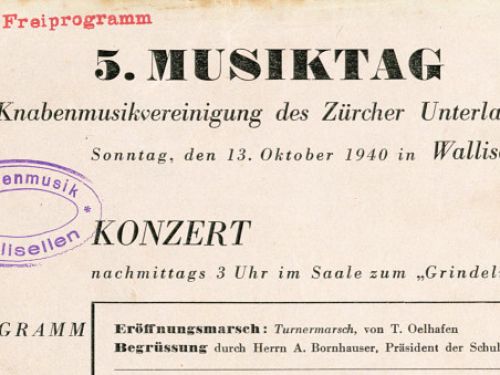 Freiprogramm
5. MUSIKTAG
Knabenmusikvereinigung des Zürcher Unterla
Sonntag, den 13. Oktober 1940 in Wallis
enmusik
llisellen
KONZERT
nachmittags 3 Uhr im Saale zum „Grindel
GRAMM
Eröffnungsmarsch: Turnermarsch, von T. Oelhafen
Begrüssung durch Herrn A. Bornhauser, Präsident der Schul